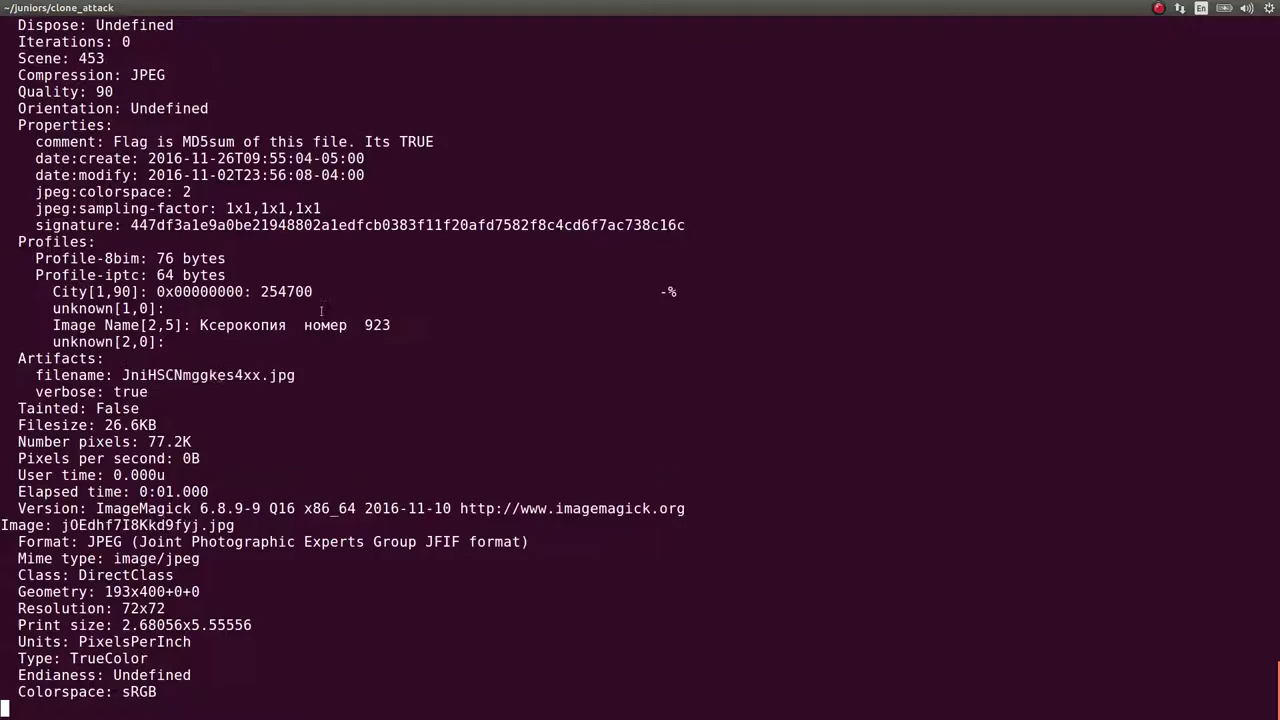 ~/juniors/clone_attack
En
Dispose: Undefined
Iterations: 0
Scene: 453
Compression: JPEG
Quality: 90
Orientation: Undefined
Properties:
comment: Flag is MD5sum of this file. Its TRUE
date:create: 2016-11-26T09:55:04-05:00
date:modify: 2016-11-02T23:56:08-04:00
jpeg:colorspace: 2
jpeg:sampling-factor: 1x1,1x1,1x1
signature: 447df3a1e9a0be21948802a1edfcb0383f11f20afd7582f8c4cd6f7ac738c16c
Profiles:
Profile-8bim: 76 bytes
Profile-iptc: 64 bytes
City[1,90]: 0x00000000: 254700 -%
unknown[1,0]:
Image Name[2,5]: Ксерокопия номер 923
unknown[2,0]:
Artifacts:
filename: JniHSCNmggkes4xx.jpg
verbose: true
Tainted: False
Filesize: 26.6KB
Number pixels: 77.2K
Pixels per second: 0B
User time: 0.000u
Elapsed time: 0:01.000
Version: ImageMagick 6.8.9-9 Q16 x86_64 2016-11-10 http://www.imagemagick.org
Image: jOEdhf7I8Kkd9fyj.jpg
Format: JPEG (Joint Photographic Experts Group JFIF format)
Mime type: image/jpeg
Class: DirectClass
Geometry: 193x400+0+0
Resolution: 72x72
Print size: 2.68056x5.55556
Units: PixelsPerInch
Type: TrueColor
Endianess: Undefined
Colorspace: sRGB